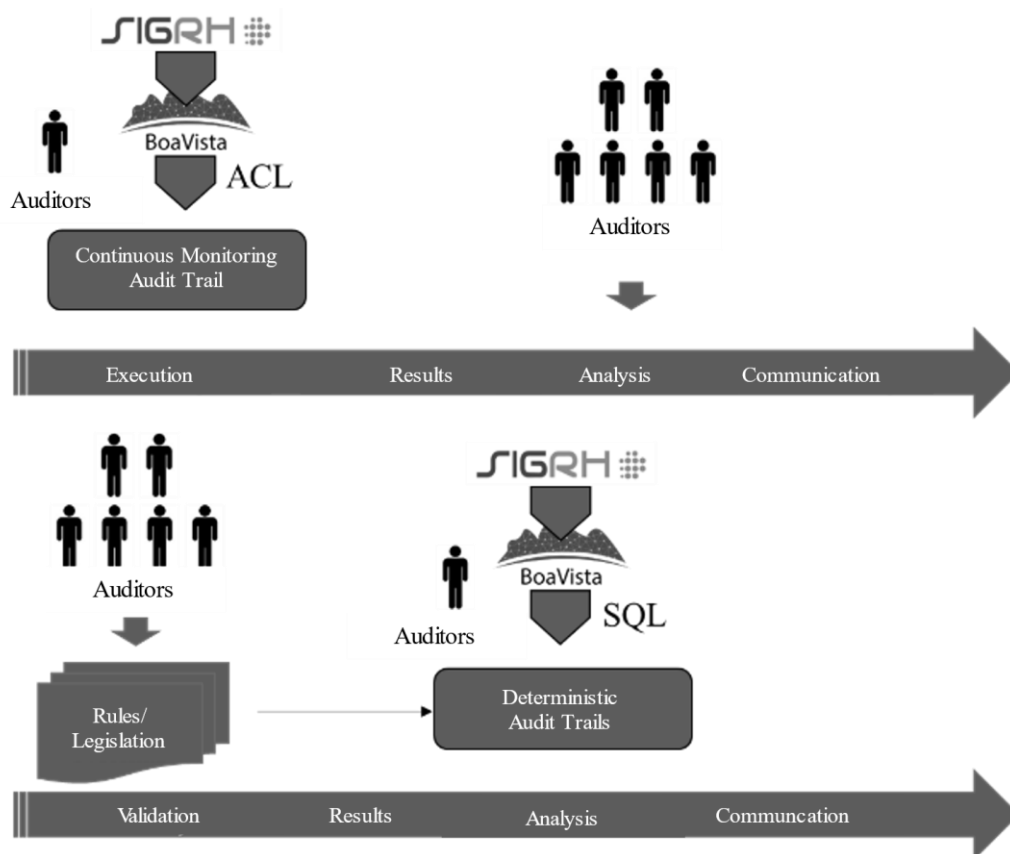 SIGRH
BoaVista
ACL
Auditors
Continuous Monitoring
Audit Trail
Auditors
Execution
Results
Analysis
Communication
Auditors
Rules/
Legislation
SIGRH
BoaVista
SQL
Auditors
Deterministic
Audit Trails
Validation
Results
Analysis
Communcation